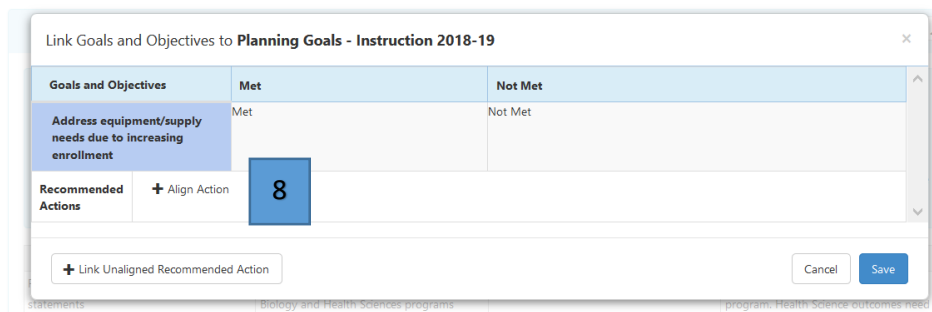 Link Goals and Objectives to Planning Goals - Instruction 2018-19 ×
Goals and Objectives Met Not Met
Address equipment/supply needs due to increasing enrollment Met Not Met
Recommended Actions + Align Action 8
+ Link Unaligned Recommended Action Cancel Save
statements Biology and Health Sciences programs program. Health Science outcomes need